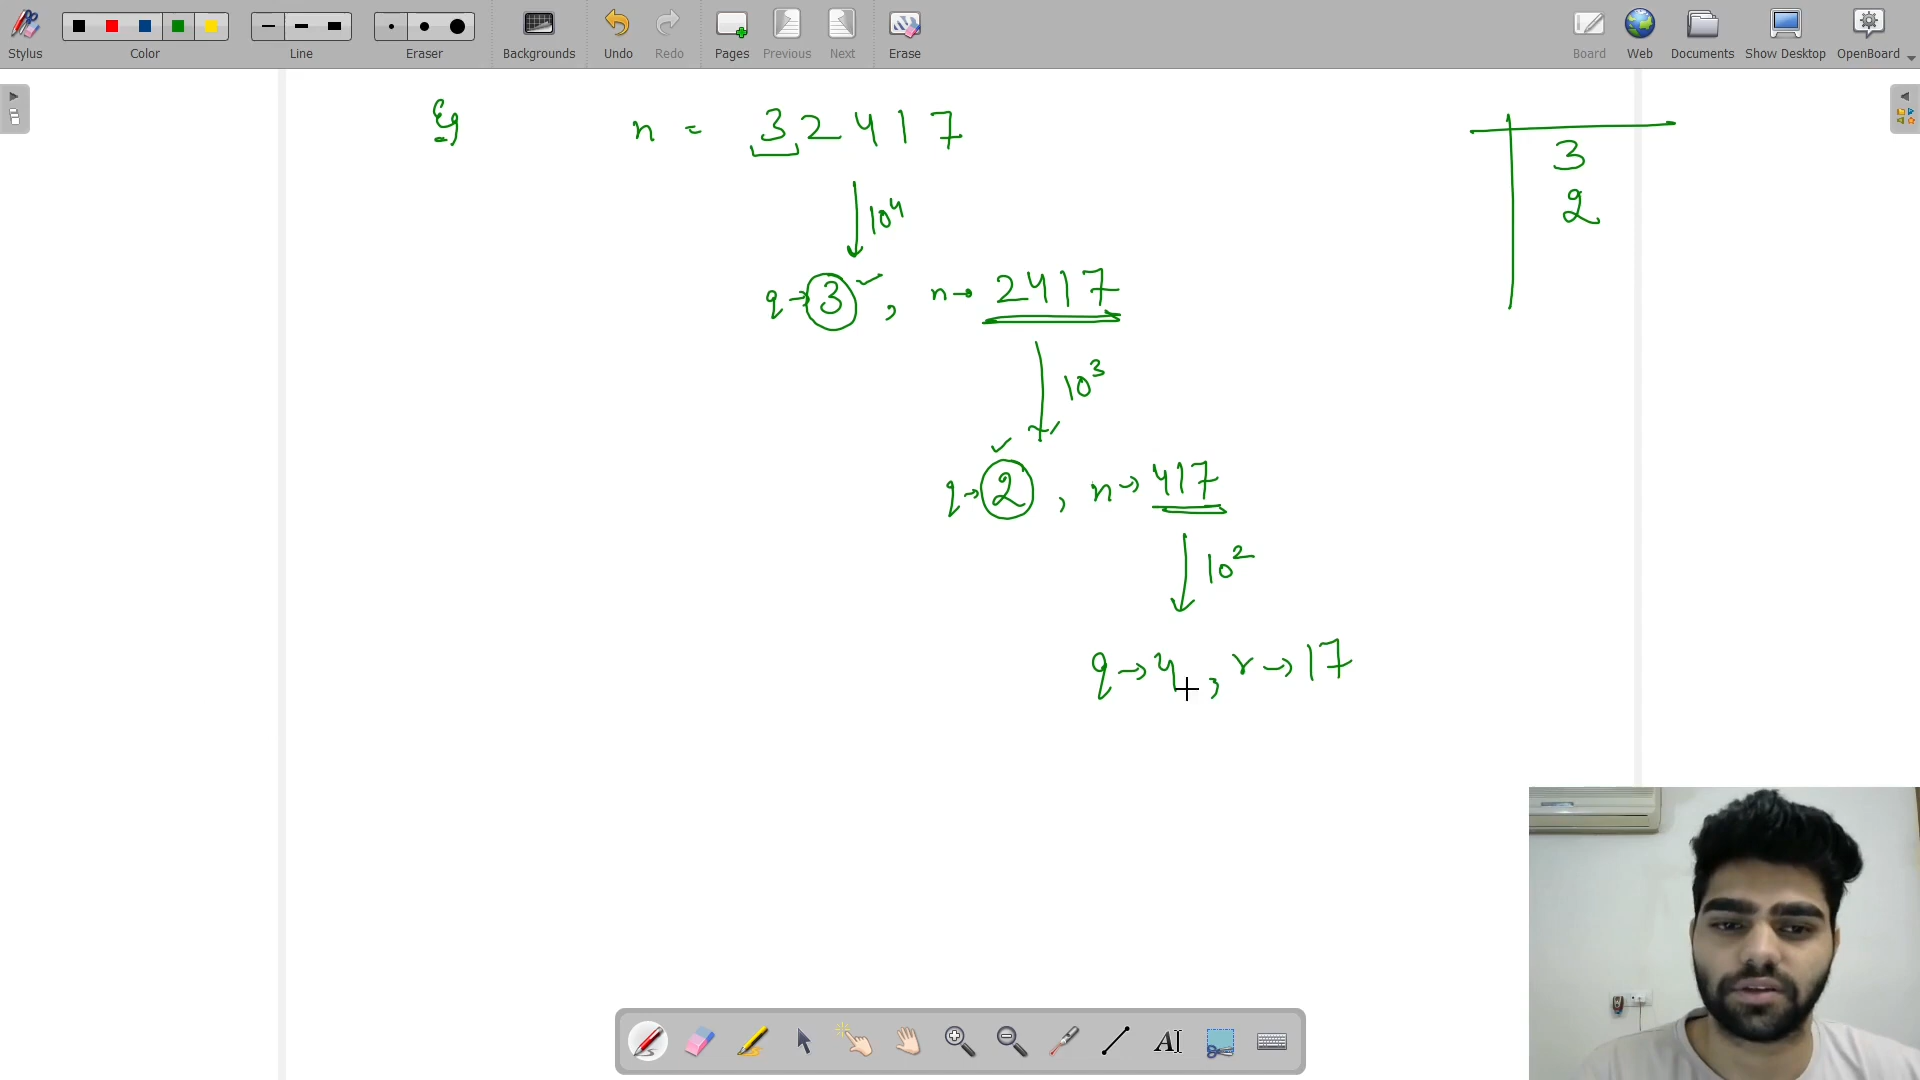 Stylus Color Line Eraser Backgrounds Undo Redo Pages Previous Next Erase Board Web Documents Show Desktop OpenBoard
Eg n = 32417
3
2
10⁴
q→3 , n→ 2417
10³
q→2 , n→ 417
10²
q→4 , r→17
AI